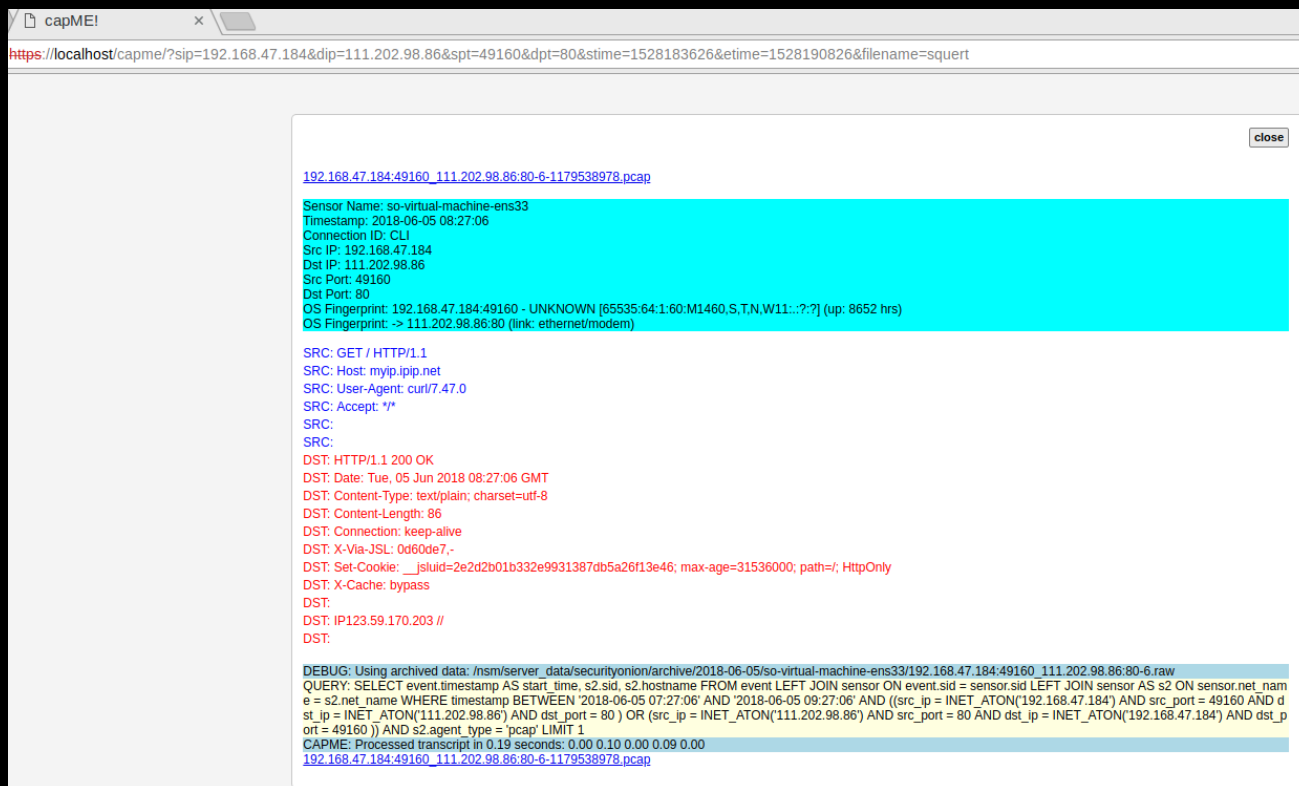 capME!
https://localhost/capme/?sip=192.168.47.184&dip=111.202.98.86&spt=49160&dpt=80&stime=1528183626&etime=1528190826&filename=squert
close
192.168.47.184:49160_111.202.98.86:80-6-1179538978.pcap
Sensor Name: so-virtual-machine-ens33
Timestamp: 2018-06-05 08:27:06
Connection ID: CLI
Src IP: 192.168.47.184
Dst IP: 111.202.98.86
Src Port: 49160
Dst Port: 80
OS Fingerprint: 192.168.47.184:49160 - UNKNOWN [65535:64:1:60:M1460,S,T,N,W11:.:?:?] (up: 8652 hrs)
OS Fingerprint: -> 111.202.98.86:80 (link: ethernet/modem)
SRC: GET / HTTP/1.1
SRC: Host: myip.ipip.net
SRC: User-Agent: curl/7.47.0
SRC: Accept: */*
SRC:
SRC:
DST: HTTP/1.1 200 OK
DST: Date: Tue, 05 Jun 2018 08:27:06 GMT
DST: Content-Type: text/plain; charset=utf-8
DST: Content-Length: 86
DST: Connection: keep-alive
DST: X-Via-JSL: 0d60de7,-
DST: Set-Cookie: __jsluid=2e2d2b01b332e9931387db5a26f13e46; max-age=31536000; path=/; HttpOnly
DST: X-Cache: bypass
DST:
DST: IP123.59.170.203 //
DST:
DEBUG: Using archived data: /nsm/server_data/securityonion/archive/2018-06-05/so-virtual-machine-ens33/192.168.47.184:49160_111.202.98.86:80-6.raw
QUERY: SELECT event.timestamp AS start_time, s2.sid, s2.hostname FROM event LEFT JOIN sensor ON event.sid = sensor.sid LEFT JOIN sensor AS s2 ON sensor.net_nam
e = s2.net_name WHERE timestamp BETWEEN '2018-06-05 07:27:06' AND '2018-06-05 09:27:06' AND ((src_ip = INET_ATON('192.168.47.184') AND src_port = 49160 AND d
st_ip = INET_ATON('111.202.98.86') AND dst_port = 80 ) OR (src_ip = INET_ATON('111.202.98.86') AND src_port = 80 AND dst_ip = INET_ATON('192.168.47.184') AND dst_p
ort = 49160 )) AND s2.agent_type = 'pcap' LIMIT 1
CAPME: Processed transcript in 0.19 seconds: 0.00 0.10 0.00 0.09 0.00
192.168.47.184:49160_111.202.98.86:80-6-1179538978.pcap